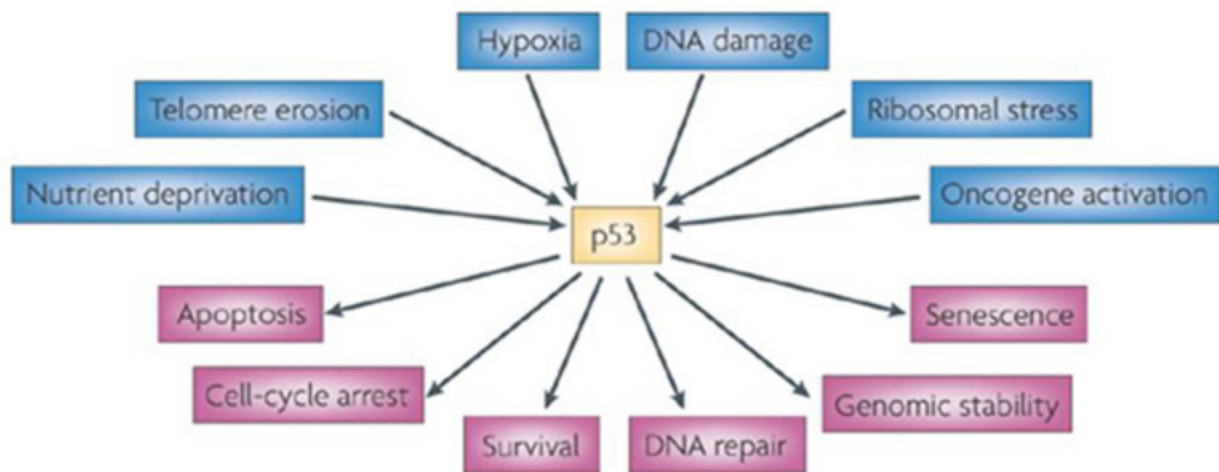 Hypoxia
DNA damage
Telomere erosion
Ribosomal stress
Nutrient deprivation
Oncogene activation
p53
Apoptosis
Senescence
Cell-cycle arrest
Genomic stability
Survival
DNA repair